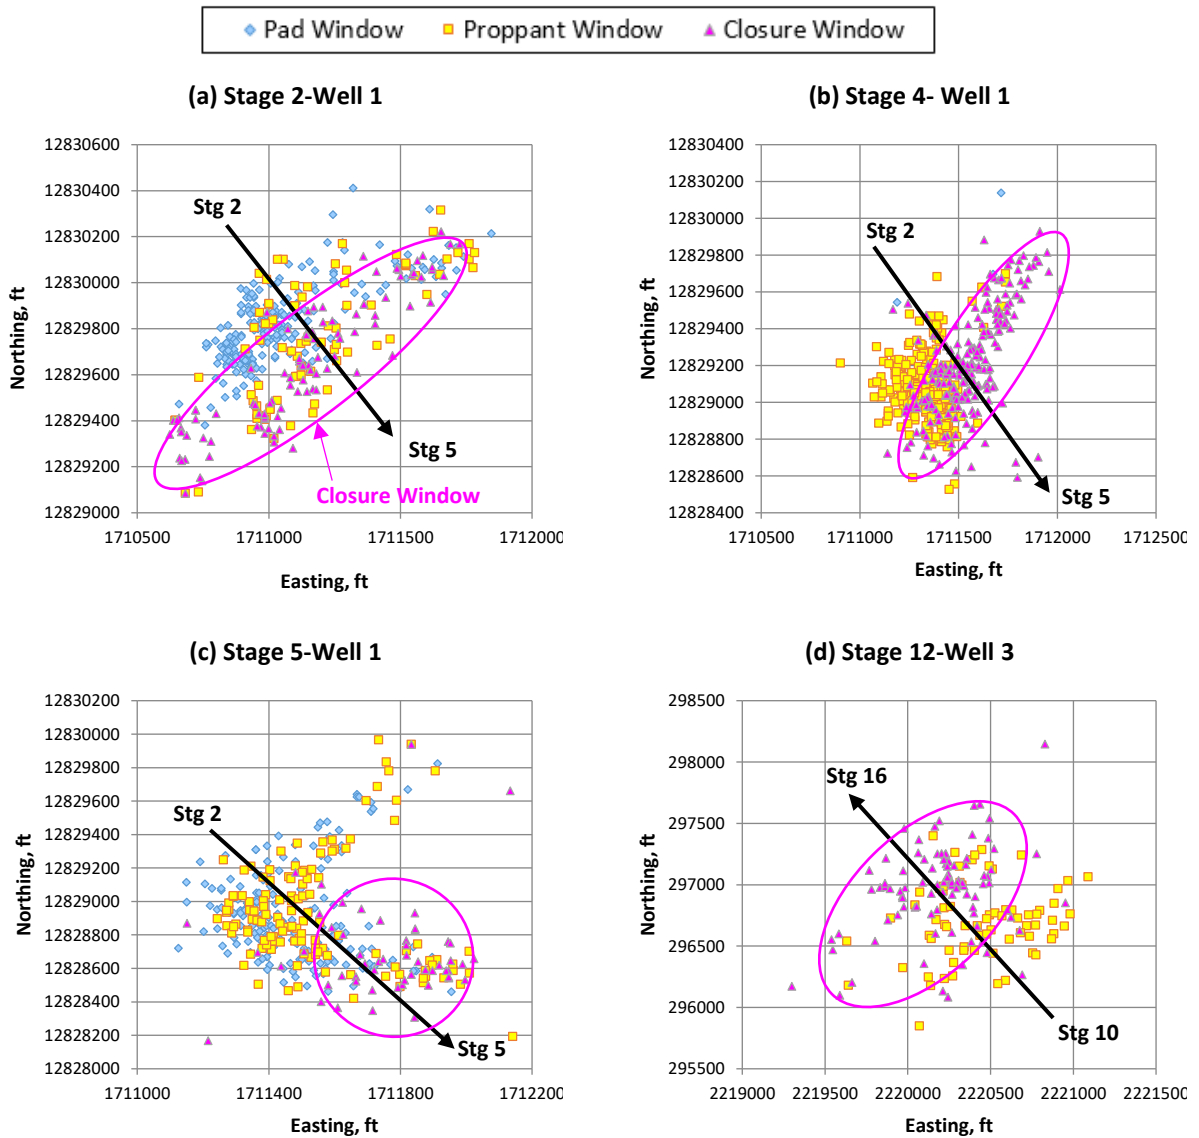 Pad Window Proppant Window Closure Window
(a) Stage 2-Well 1
12830600
12830400
12830200
12830000
12829800
12829600
12829400
12829200
12829000
Northing, ft
Stg 2
Stg 5
Closure Window
1710500 1711000 1711500 1712000
Easting, ft
(b) Stage 4- Well 1
12830400
12830200
12830000
12829800
12829600
12829400
12829200
12829000
12828800
12828600
12828400
Northing, ft
Stg 2
Stg 5
1710500 1711000 1711500 1712000 1712500
Easting, ft
(c) Stage 5-Well 1
12830200
12830000
12829800
12829600
12829400
12829200
12829000
12828800
12828600
12828400
12828200
12828000
Northing, ft
Stg 2
Stg 5
1711000 1711400 1711800 1712200
Easting, ft
(d) Stage 12-Well 3
298500
298000
297500
297000
296500
296000
295500
Northing, ft
Stg 16
Stg 10
2219000 2219500 2220000 2220500 2221000 2221500
Easting, ft